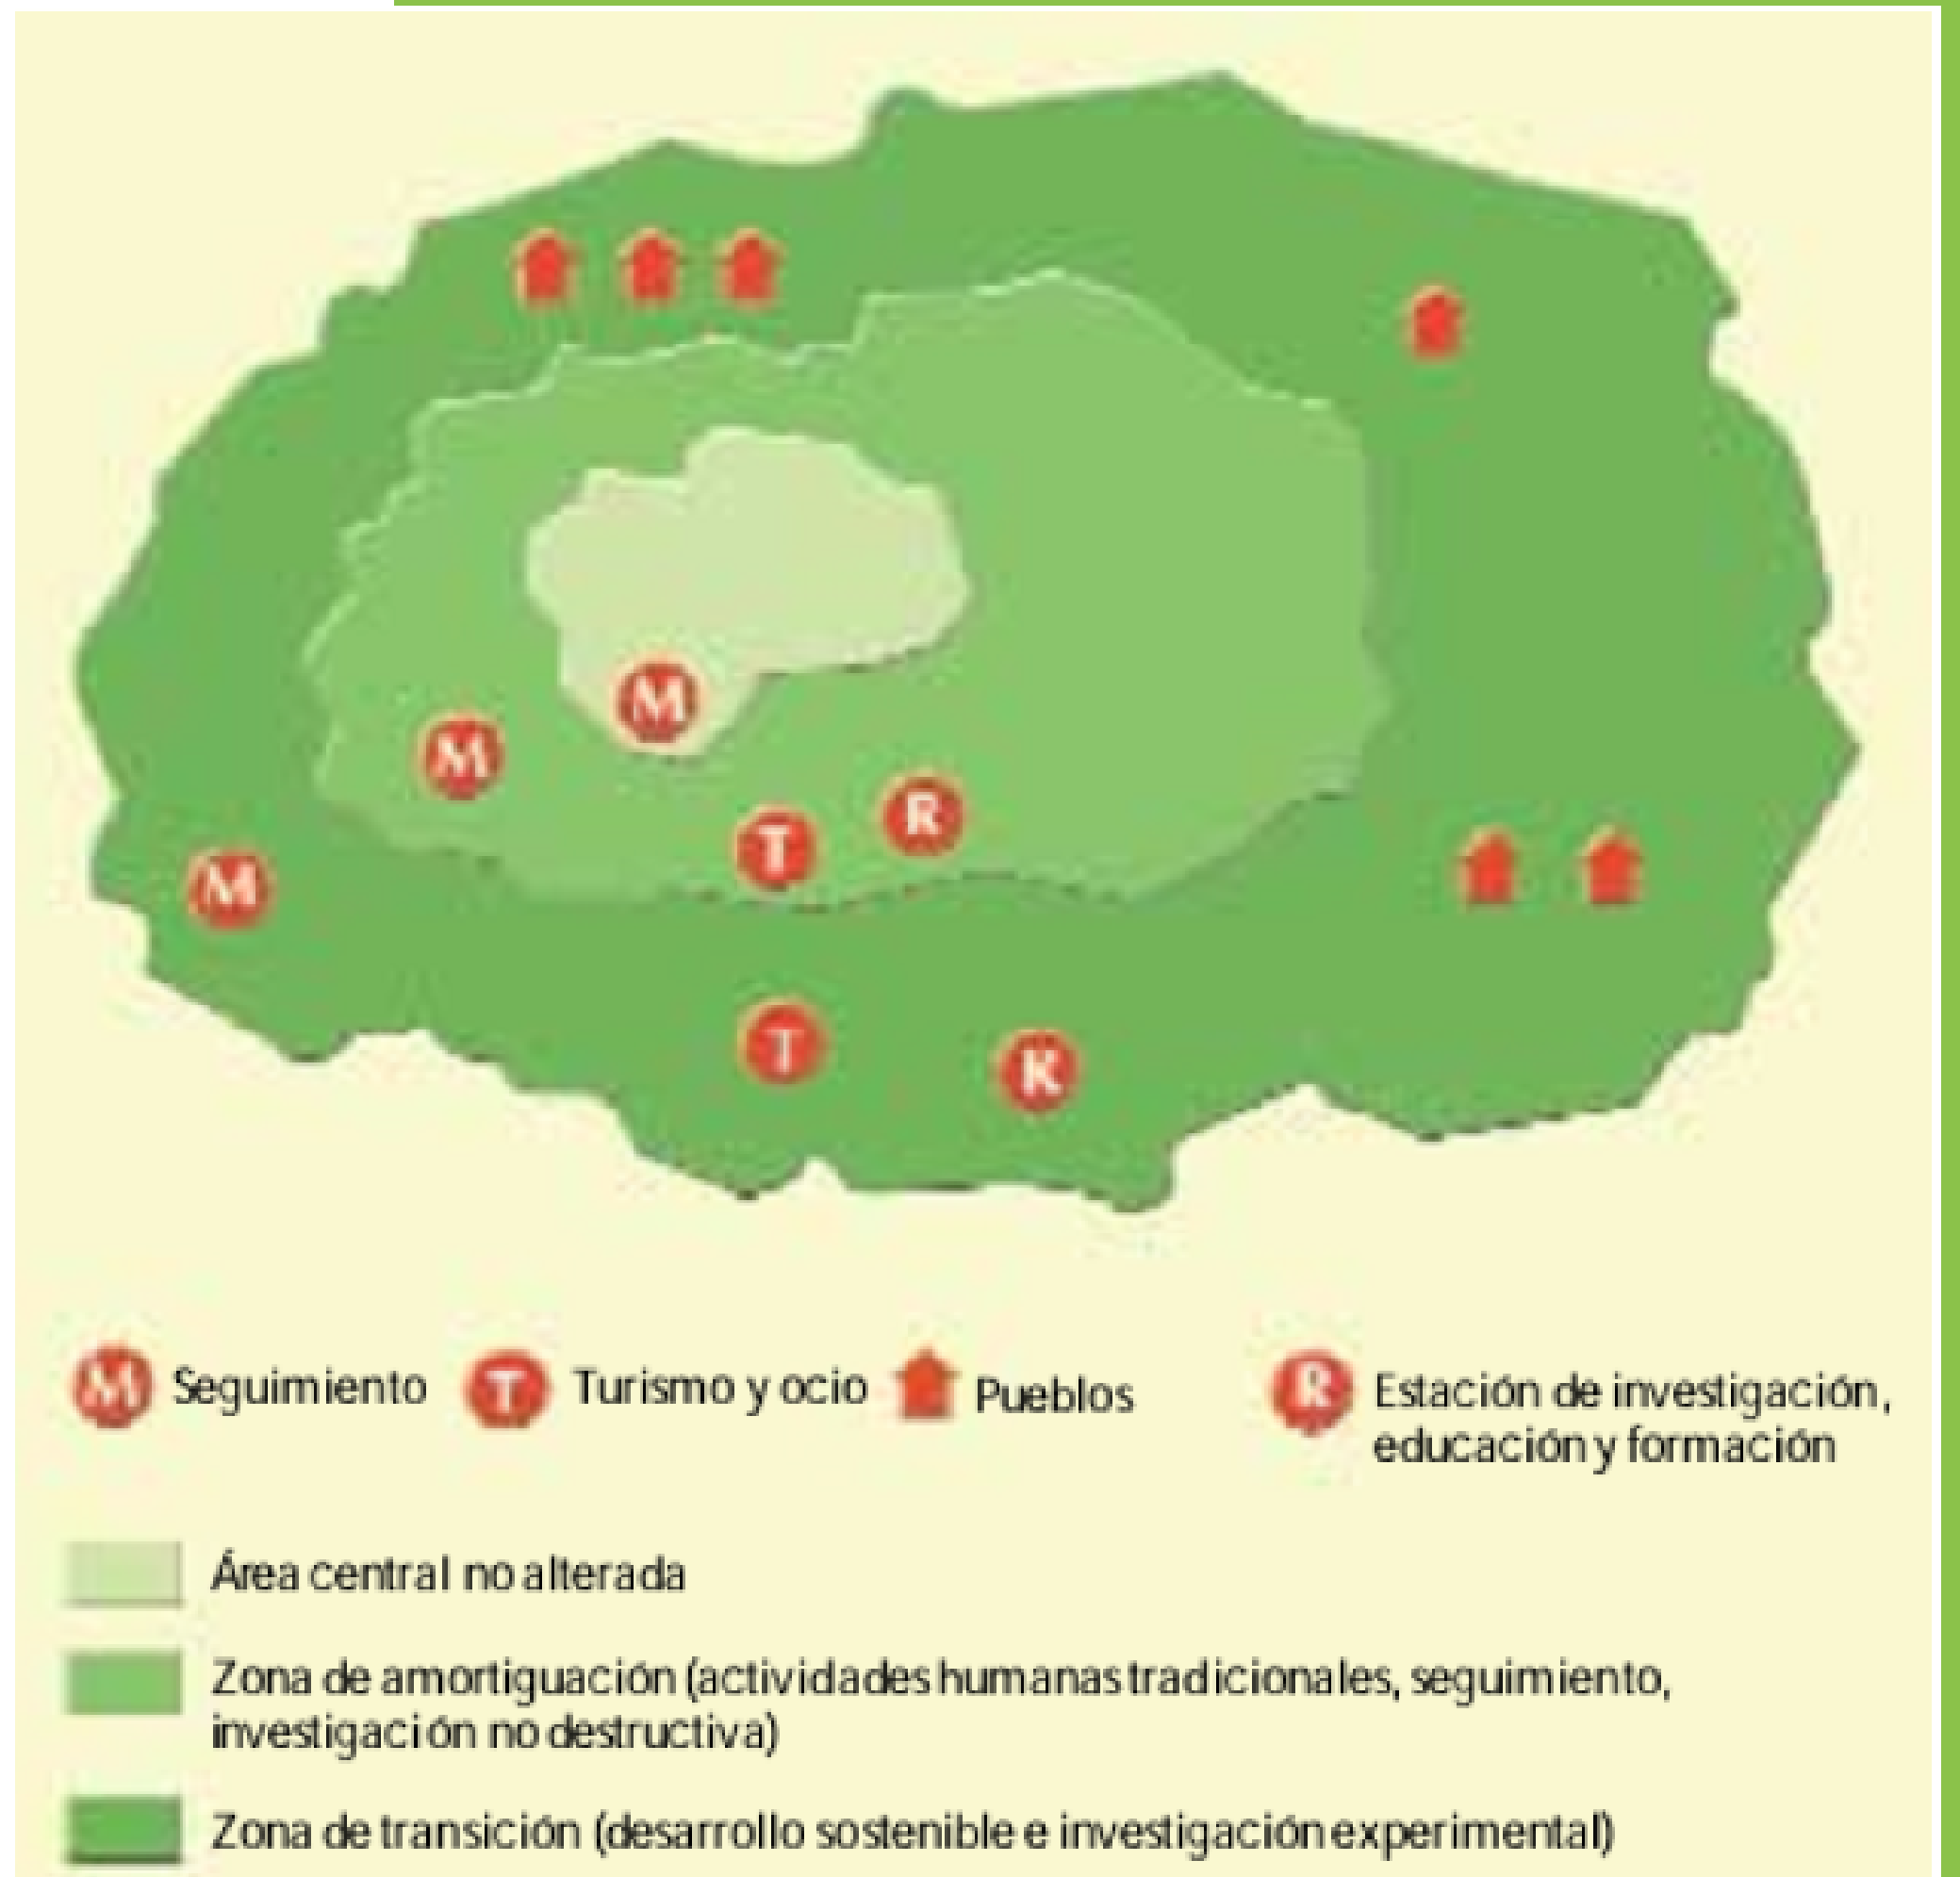 M
M
R
T
M
T
K
M Seguimiento
T Turismo y ocio
Pueblos
R Estación de investigación,
educación y formación
Área central no alterada
Zona de amortiguación (actividades humanas tradicionales, seguimiento,
investigación no destructiva)
Zona de transición (desarrollo sostenible e investigación experimental)